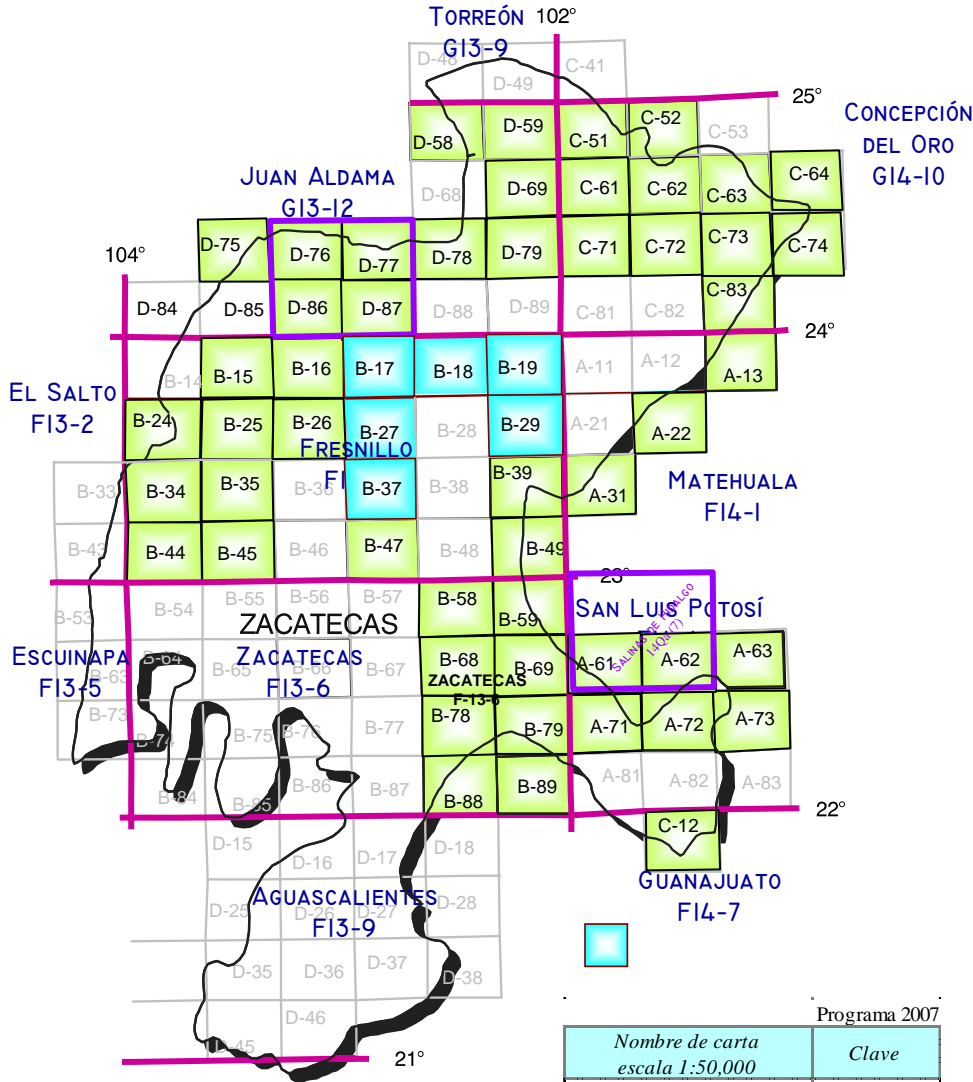 TORREÓN
G13-9
102°
D-48
D-49
C-41
25°
D-58
D-59
C-51
C-52
C-53
CONCEPCIÓN
DEL ORO
G14-10
JUAN ALDAMA
G13-12
D-68
D-69
C-61
C-62
C-63
C-64
104°
D-75
D-76
D-77
D-78
D-79
C-71
C-72
C-73
C-74
D-84
D-85
D-86
D-87
D-88
D-89
C-81
C-82
C-83
24°
B-14
B-15
B-16
B-17
B-18
B-19
A-11
A-12
A-13
EL SALTO
F13-2
B-24
B-25
B-26
B-27
B-28
B-29
A-21
A-22
FRESNILLO
B-33
B-34
B-35
B-36
B-37
B-38
B-39
A-31
MATEHUALA
F14-1
B-43
B-44
B-45
B-46
B-47
B-48
B-49
23°
B-53
B-54
B-55
B-56
B-57
B-58
B-59
ZACATECAS
SAN LUIS POTOSÍ
SALINAS DE HIDALGO
ESCUINAPA
F13-5
B-63
B-64
B-65
B-66
ZACATECAS
F13-6
B-68
B-69
ZACATECAS
F-13-6
A-61
A-62
A-63
B-73
B-74
B-75
B-76
B-77
B-78
B-79
A-71
A-72
A-73
B-84
B-85
B-86
B-87
B-88
B-89
A-81
A-82
A-83
22°
D-15
D-16
D-17
D-18
C-12
GUANAJUATO
F14-7
AGUASCALIENTES
F13-9
D-25
D-26
D-27
D-28
D-35
D-36
D-37
D-38
D-45
D-46
21°
Programa 2007
Nombre de carta
escala 1:50,000
Clave